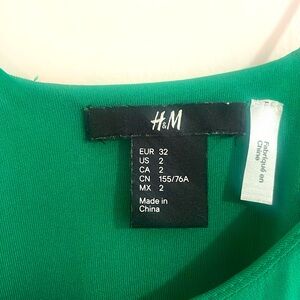 H&M
EUR 32
US 2
CA 2
CN 155/76A
MX 2
Made in
China
Fabriqué en
Chine